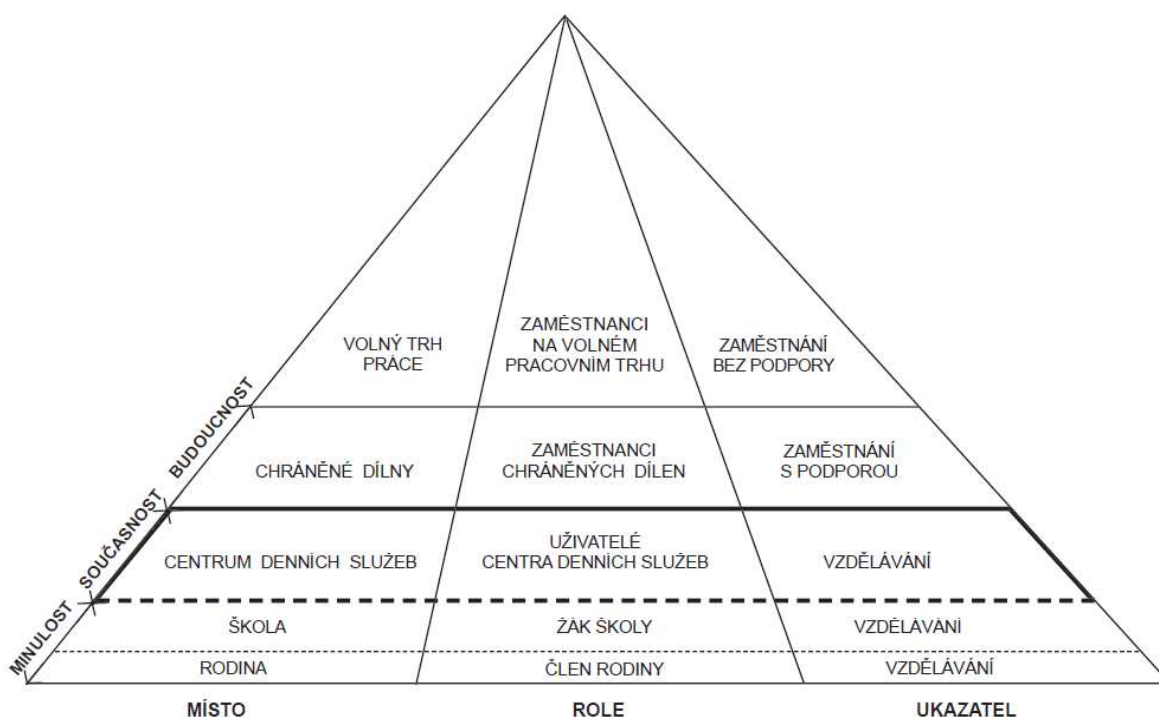 VOLNÝ TRH
PRÁCE
ZAMĚSTNANCI
NA VOLNÉM
PRACOVNÍM TRHU
ZAMĚSTNÁNÍ
BEZ PODPORY
BUDOUCNOST
CHRÁNĚNÉ DÍLNY
ZAMĚSTNANCI
CHRÁNĚNÝCH DÍLEN
ZAMĚSTNÁNÍ
S PODPOROU
SOUČASNOST
CENTRUM DENNÍCH SLUŽEB
UŽIVATELÉ
CENTRA DENNÍCH SLUŽEB
VZDĚLÁVÁNÍ
MINULOST
ŠKOLA
ŽÁK ŠKOLY
VZDĚLÁVÁNÍ
RODINA
ČLEN RODINY
VZDĚLÁVÁNÍ
MÍSTO
ROLE
UKAZATEL